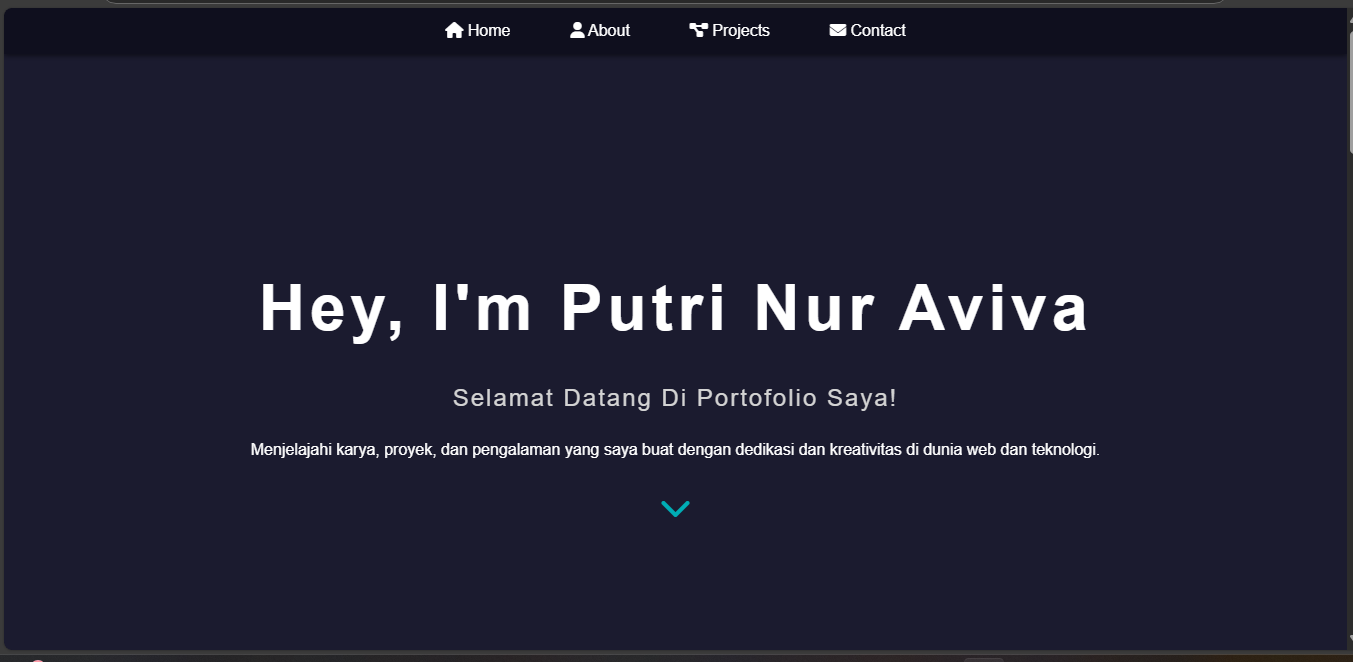 Home About Projects Contact
Hey, I'm Putri Nur Aviva
Selamat Datang Di Portofolio Saya!
Menjelajahi karya, proyek, dan pengalaman yang saya buat dengan dedikasi dan kreativitas di dunia web dan teknologi.